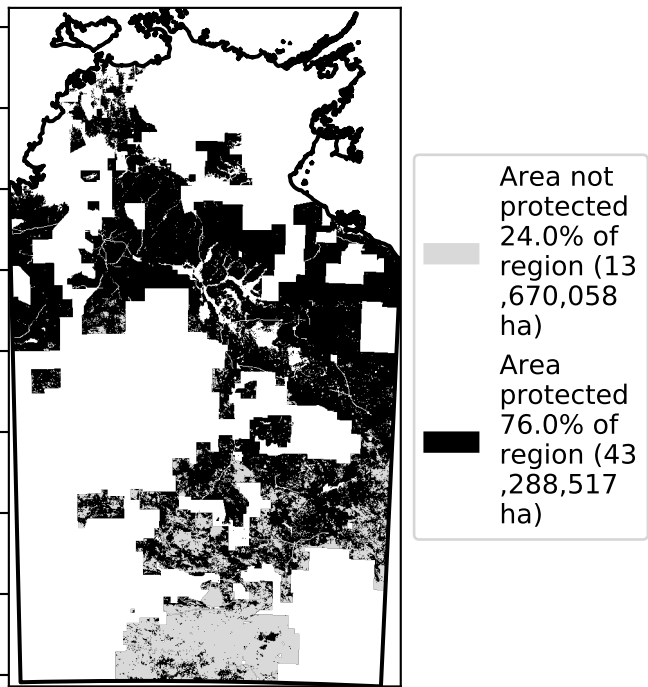 Area not
protected
24.0% of
region (13
,670,058
ha)
Area
protected
76.0% of
region (43
,288,517
ha)